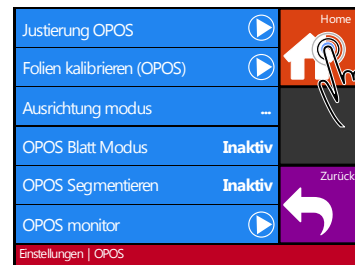 Justierung OPOS
Home
Folien kalibrieren (OPOS)
Ausrichtung modus ...
OPOS Blatt Modus Inaktiv
OPOS Segmentieren Inaktiv
Zurück
OPOS monitor
Einstellungen | OPOS